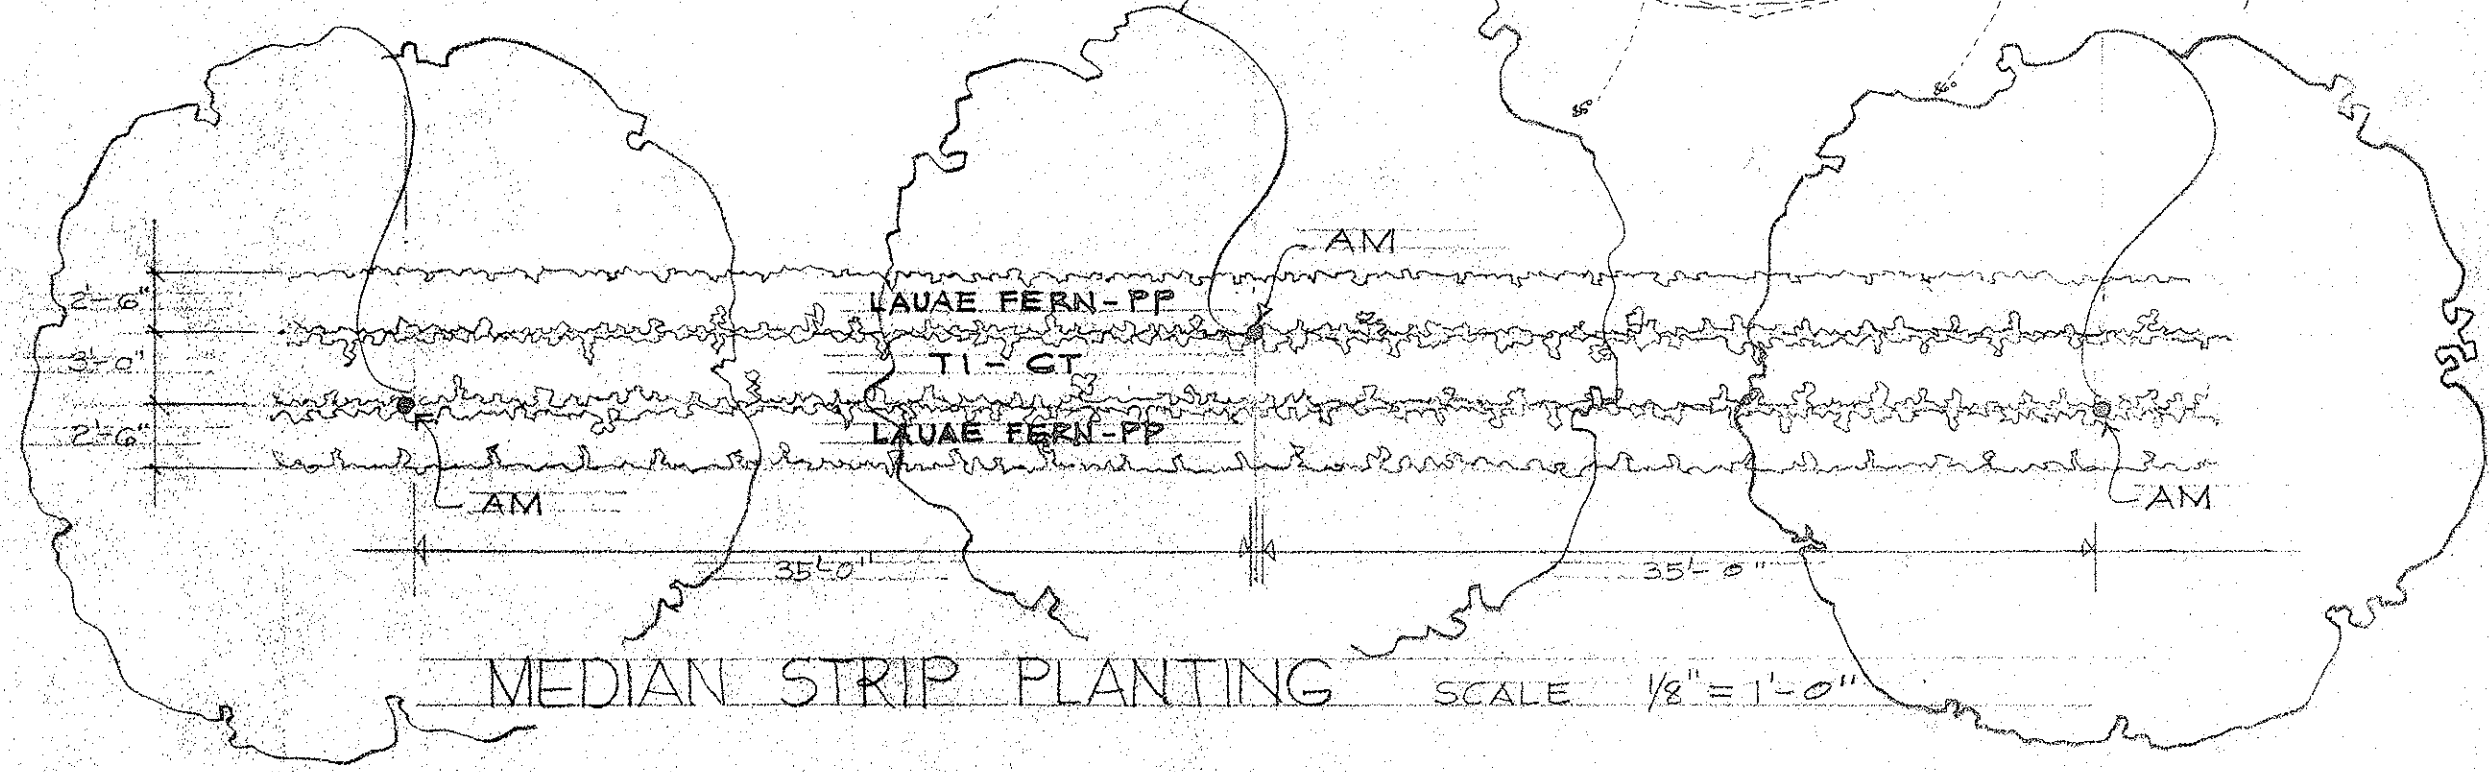 AM
2'-6"
LAUAE FERN-PP
3'-0"
TI - CT
2'-6"
LAUAE FERN-PP
AM
AM
35'-0"
35'-0"
MEDIAN STRIP PLANTING SCALE 1/8" = 1'-0"